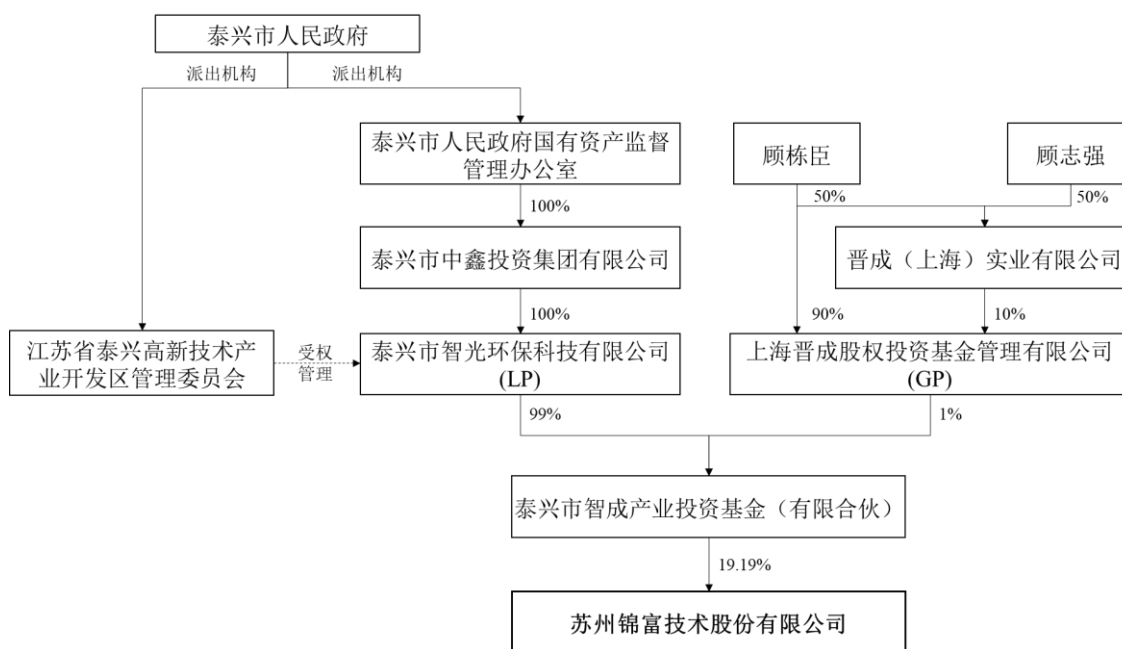 泰兴市人民政府
派出机构
派出机构
泰兴市人民政府国有资产监督
管理办公室
顾栋臣
顾志强
100%
50%
50%
泰兴市中鑫投资集团有限公司
晋成（上海）实业有限公司
100%
90%
10%
江苏省泰兴高新技术产
业开发区管理委员会
受权
管理
泰兴市智光环保科技有限公司
(LP)
上海晋成股权投资基金管理有限公司
(GP)
99%
1%
泰兴市智成产业投资基金（有限合伙）
19.19%
苏州锦富技术股份有限公司